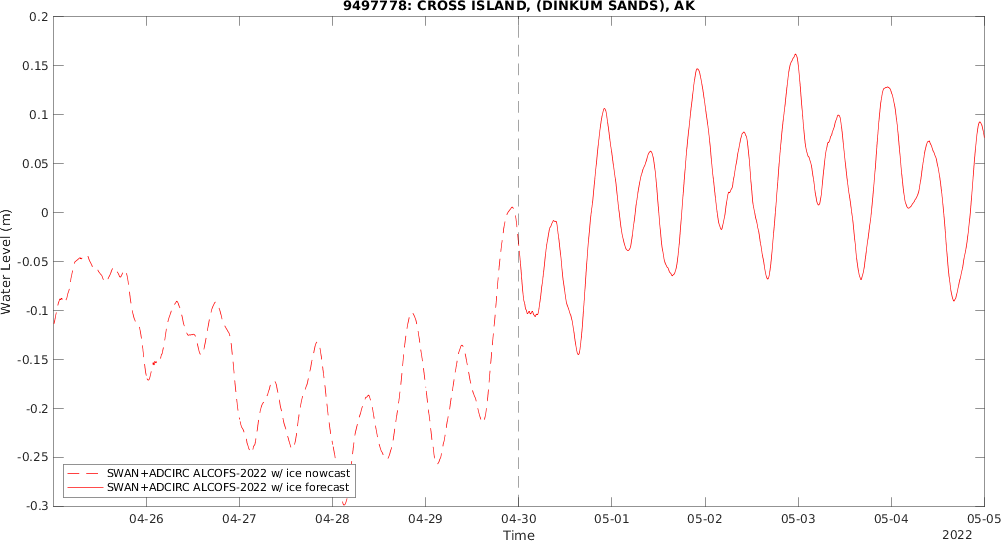 9497778: CROSS ISLAND, (DINKUM SANDS), AK
0.2
0.15
0.1
0.05
0
-0.05
-0.1
-0.15
-0.2
-0.25
-0.3
Water Level (m)
SWAN+ADCIRC ALCOFS-2022 w/ ice nowcast
SWAN+ADCIRC ALCOFS-2022 w/ ice forecast
04-26 04-27 04-28 04-29 04-30 05-01 05-02 05-03 05-04 05-05
Time
2022